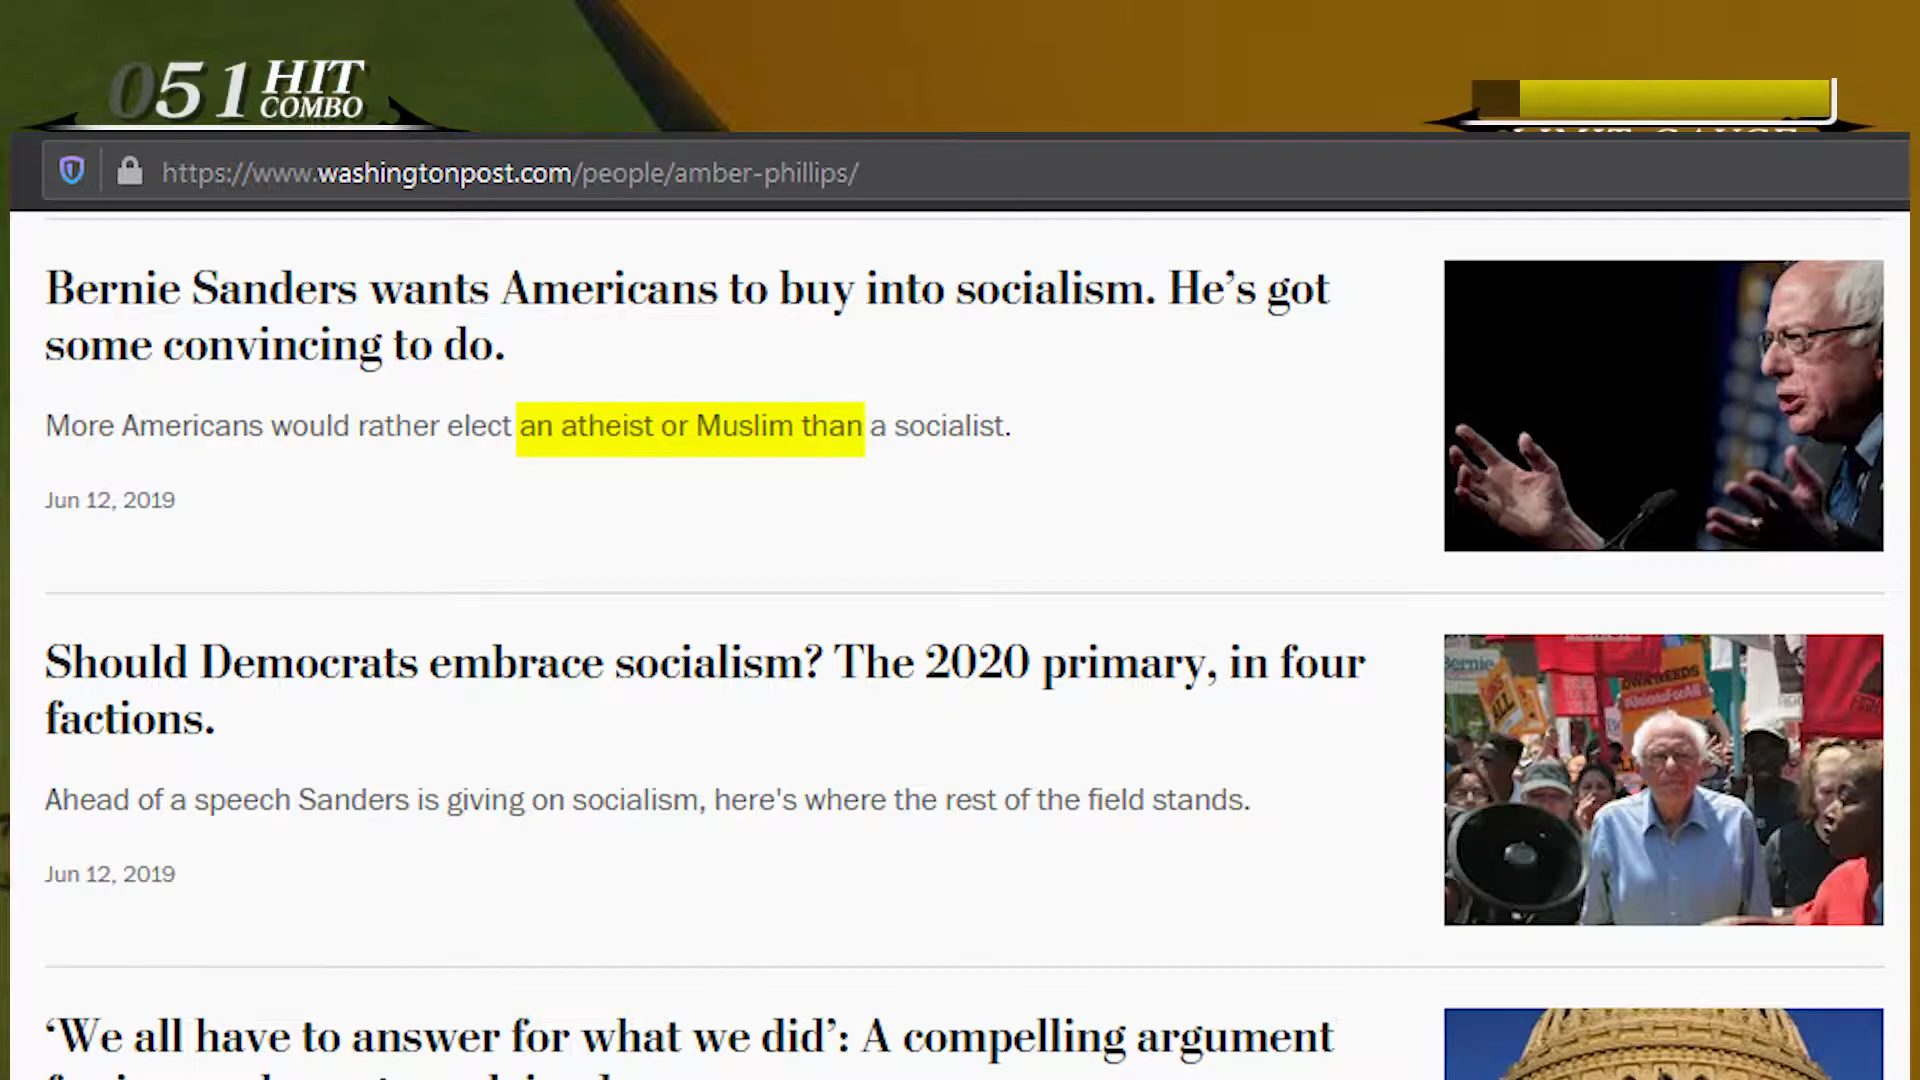 051 HIT
COMBO
LIMIT GAUGE
https://www.washingtonpost.com/people/amber-phillips/
Bernie Sanders wants Americans to buy into socialism. He’s got
some convincing to do.
More Americans would rather elect an atheist or Muslim than a socialist.
Jun 12, 2019
Bernie
Should Democrats embrace socialism? The 2020 primary, in four
factions.
Ahead of a speech Sanders is giving on socialism, here's where the rest of the field stands.
Jun 12, 2019
‘We all have to answer for what we did’: A compelling argument